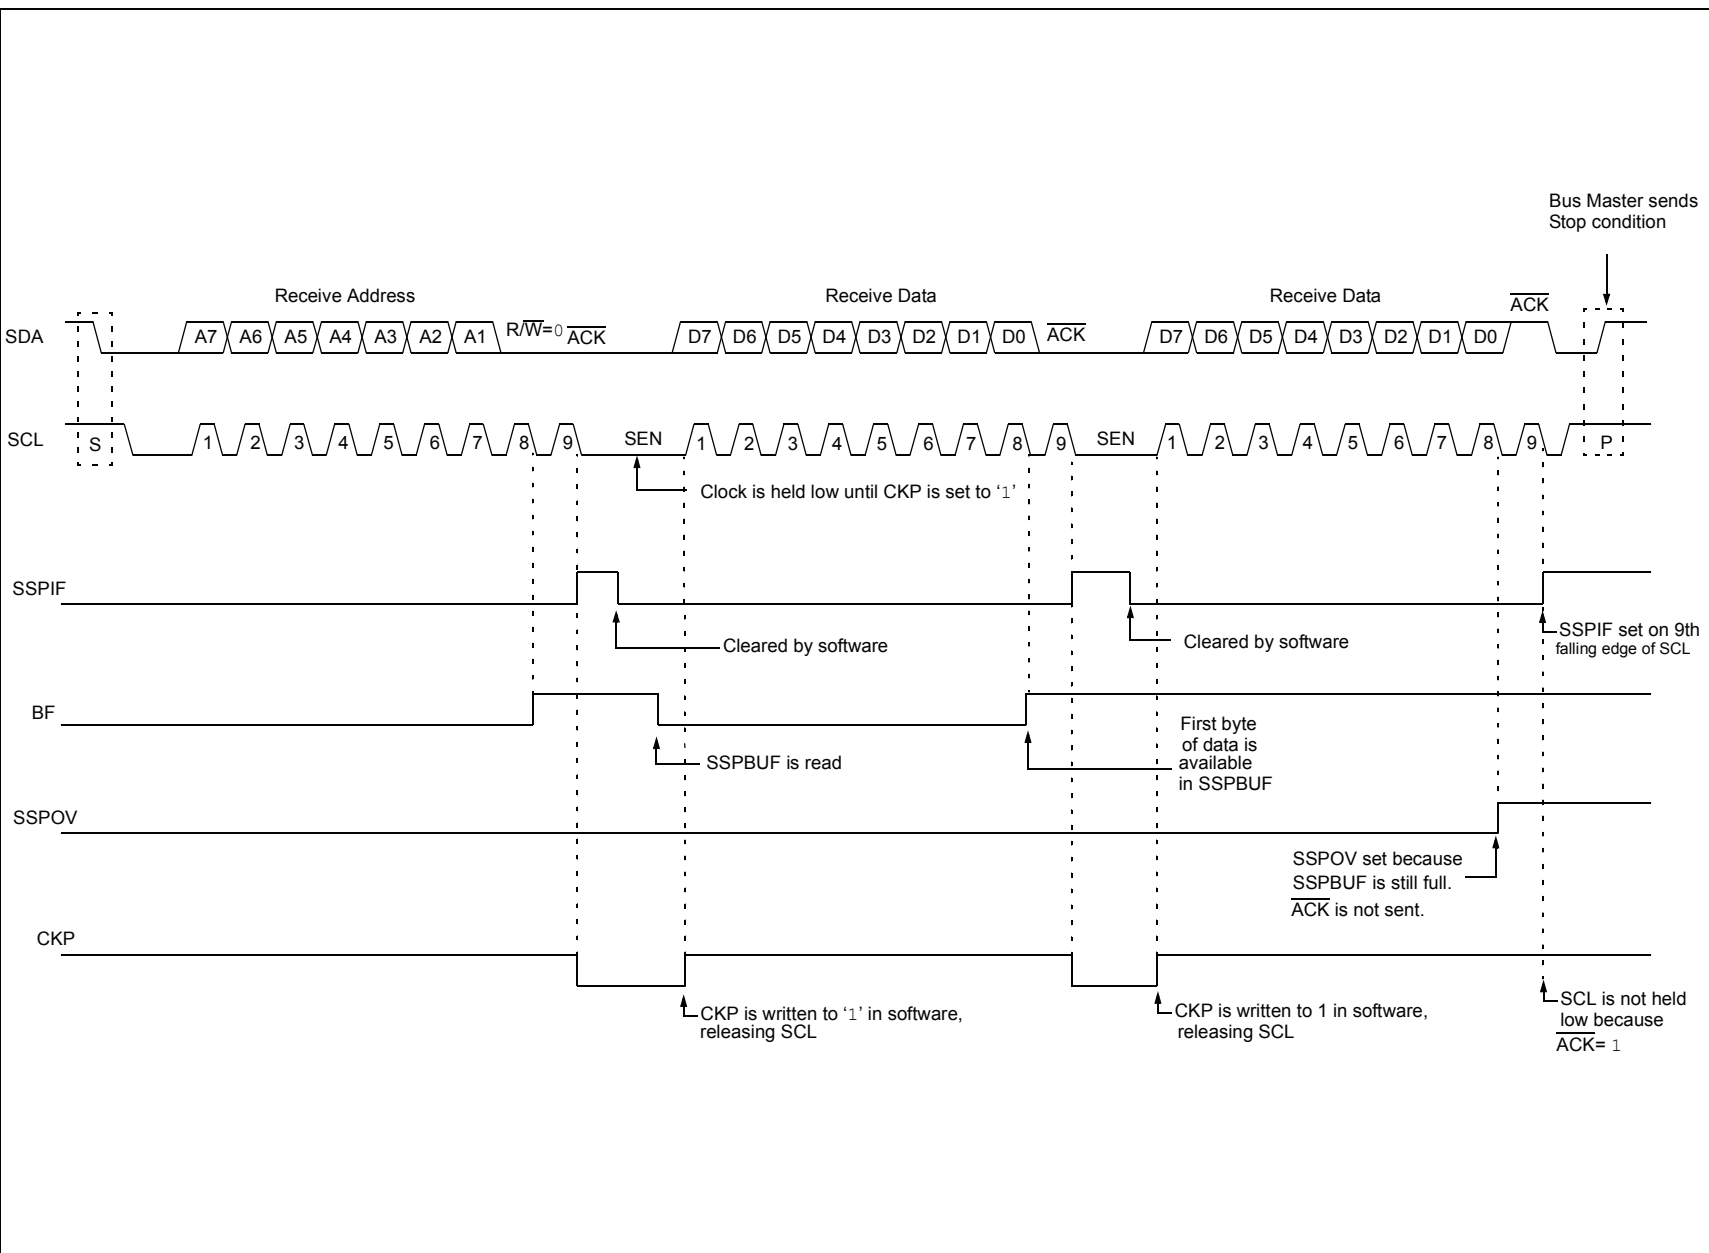 Bus Master sends
Stop condition
Receive Address
Receive Data
Receive Data
ACK
SDA
A7 A6 A5 A4 A3 A2 A1 R/W=0 ACK D7 D6 D5 D4 D3 D2 D1 D0 ACK D7 D6 D5 D4 D3 D2 D1 D0
SCL
S 1 2 3 4 5 6 7 8 9 SEN 1 2 3 4 5 6 7 8 9 SEN 1 2 3 4 5 6 7 8 9 P
Clock is held low until CKP is set to ‘1’
SSPIF
Cleared by software
Cleared by software
SSPIF set on 9th
falling edge of SCL
BF
SSPBUF is read
First byte
of data is
available
in SSPBUF
SSPOV
SSPOV set because
SSPBUF is still full.
ACK is not sent.
CKP
CKP is written to ‘1’ in software,
releasing SCL
CKP is written to 1 in software,
releasing SCL
SCL is not held
low because
ACK= 1